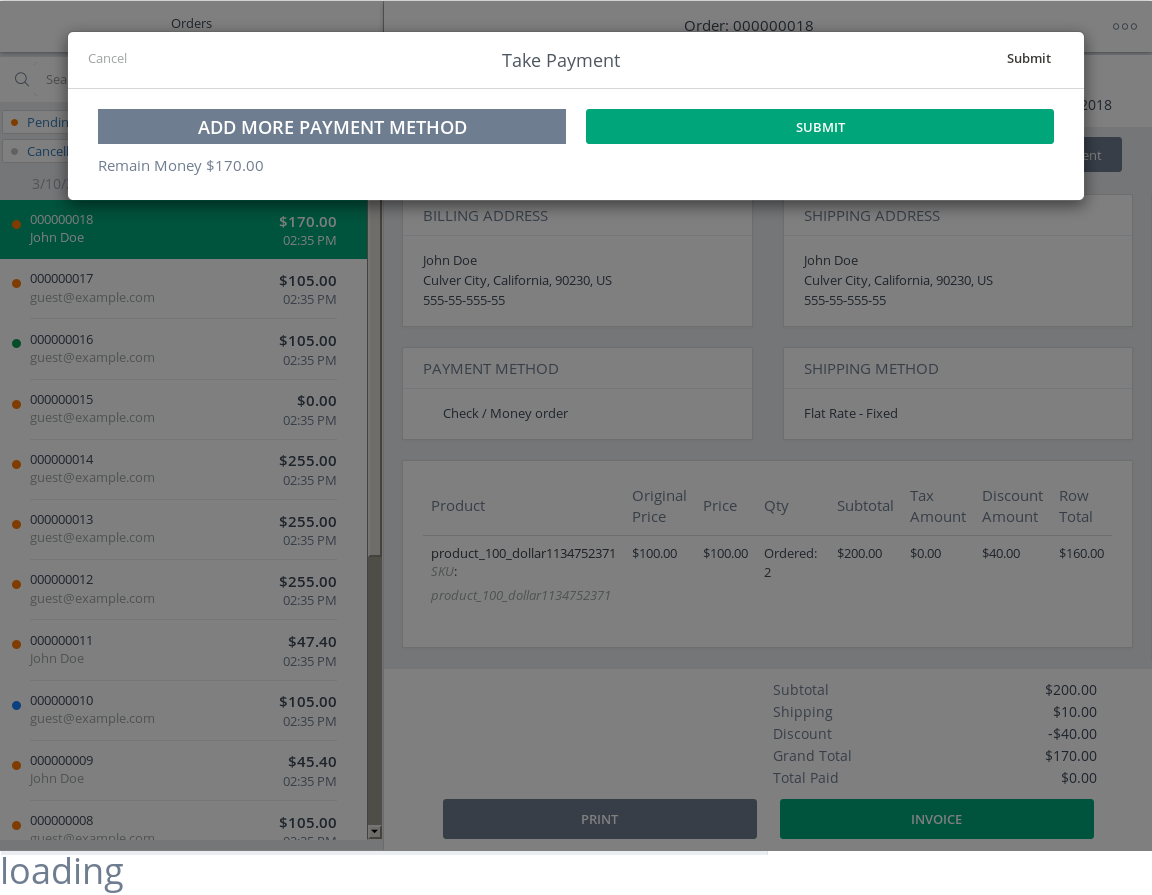 Orders
Order: 000000018
Cancel
Take Payment
Submit
ADD MORE PAYMENT METHOD
SUBMIT
Remain Money $170.00
Sea
2018
Pendin
Cancell
ent
3/10/
000000018 $170.00
John Doe 02:35 PM
000000017 $105.00
guest@example.com 02:35 PM
000000016 $105.00
guest@example.com 02:35 PM
000000015 $0.00
guest@example.com 02:35 PM
000000014 $255.00
guest@example.com 02:35 PM
000000013 $255.00
guest@example.com 02:35 PM
000000012 $255.00
guest@example.com 02:35 PM
000000011 $47.40
John Doe 02:35 PM
000000010 $105.00
guest@example.com 02:35 PM
000000009 $45.40
John Doe 02:35 PM
000000008 $105.00
guest@example.com 02:35 PM
BILLING ADDRESS
John Doe
Culver City, California, 90230, US
555-55-555-55
SHIPPING ADDRESS
John Doe
Culver City, California, 90230, US
555-55-555-55
PAYMENT METHOD
Check / Money order
SHIPPING METHOD
Flat Rate - Fixed
Product Original Price Price Qty Subtotal Tax Amount Discount Amount Row Total
product_100_dollar1134752371 $100.00 $100.00 Ordered: 2 $200.00 $0.00 $40.00 $160.00
SKU:
product_100_dollar1134752371
Subtotal $200.00
Shipping $10.00
Discount -$40.00
Grand Total $170.00
Total Paid $0.00
PRINT
INVOICE
loading